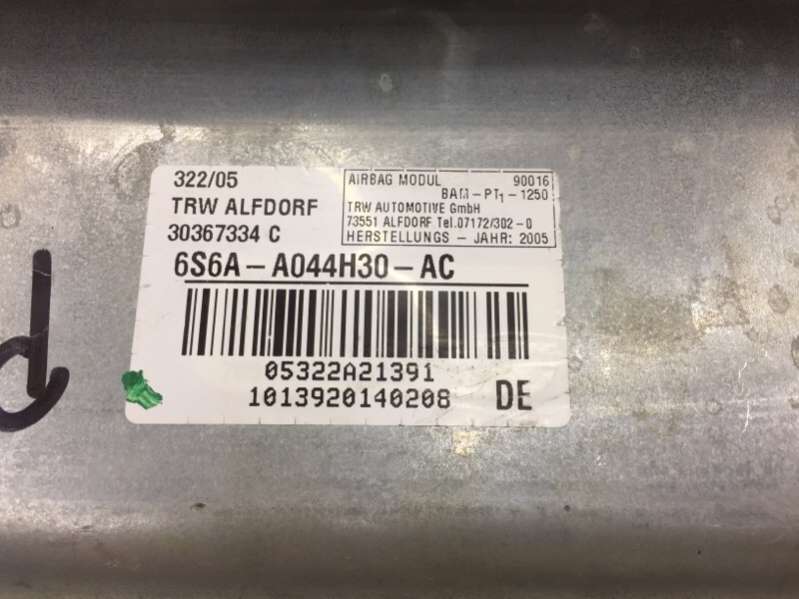 322/05
TRW ALFDORF
30367334 C
AIRBAG MODUL 90016
BAM-PT1-1250
TRW AUTOMOTIVE GmbH
73551 ALFDORF Tel.07172/302-0
HERSTELLUNGS - JAHR: 2005
6S6A-A044H30-AC
05322A21391
1013920140208 DE